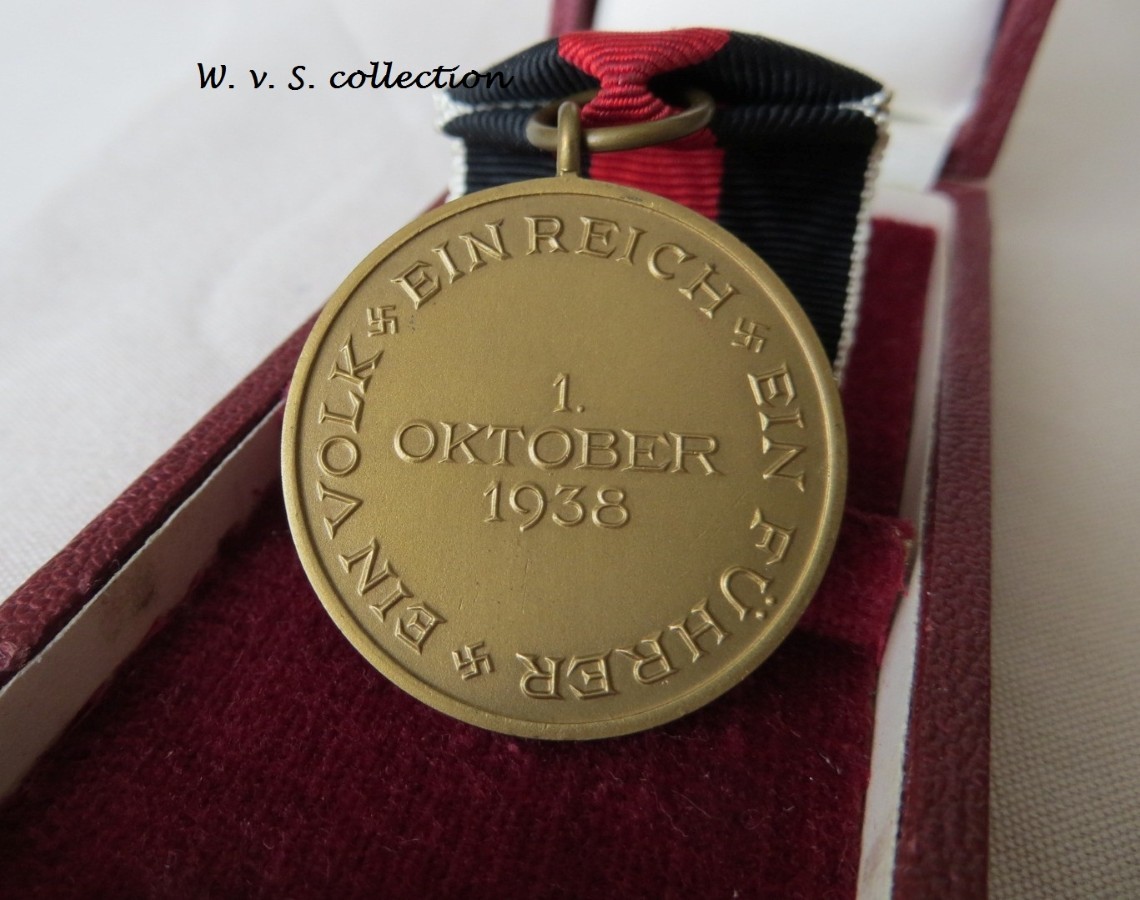 W. v. S. collection
EIN VOLK EIN REICH EIN FÜHRER
1.
OKTOBER
1938